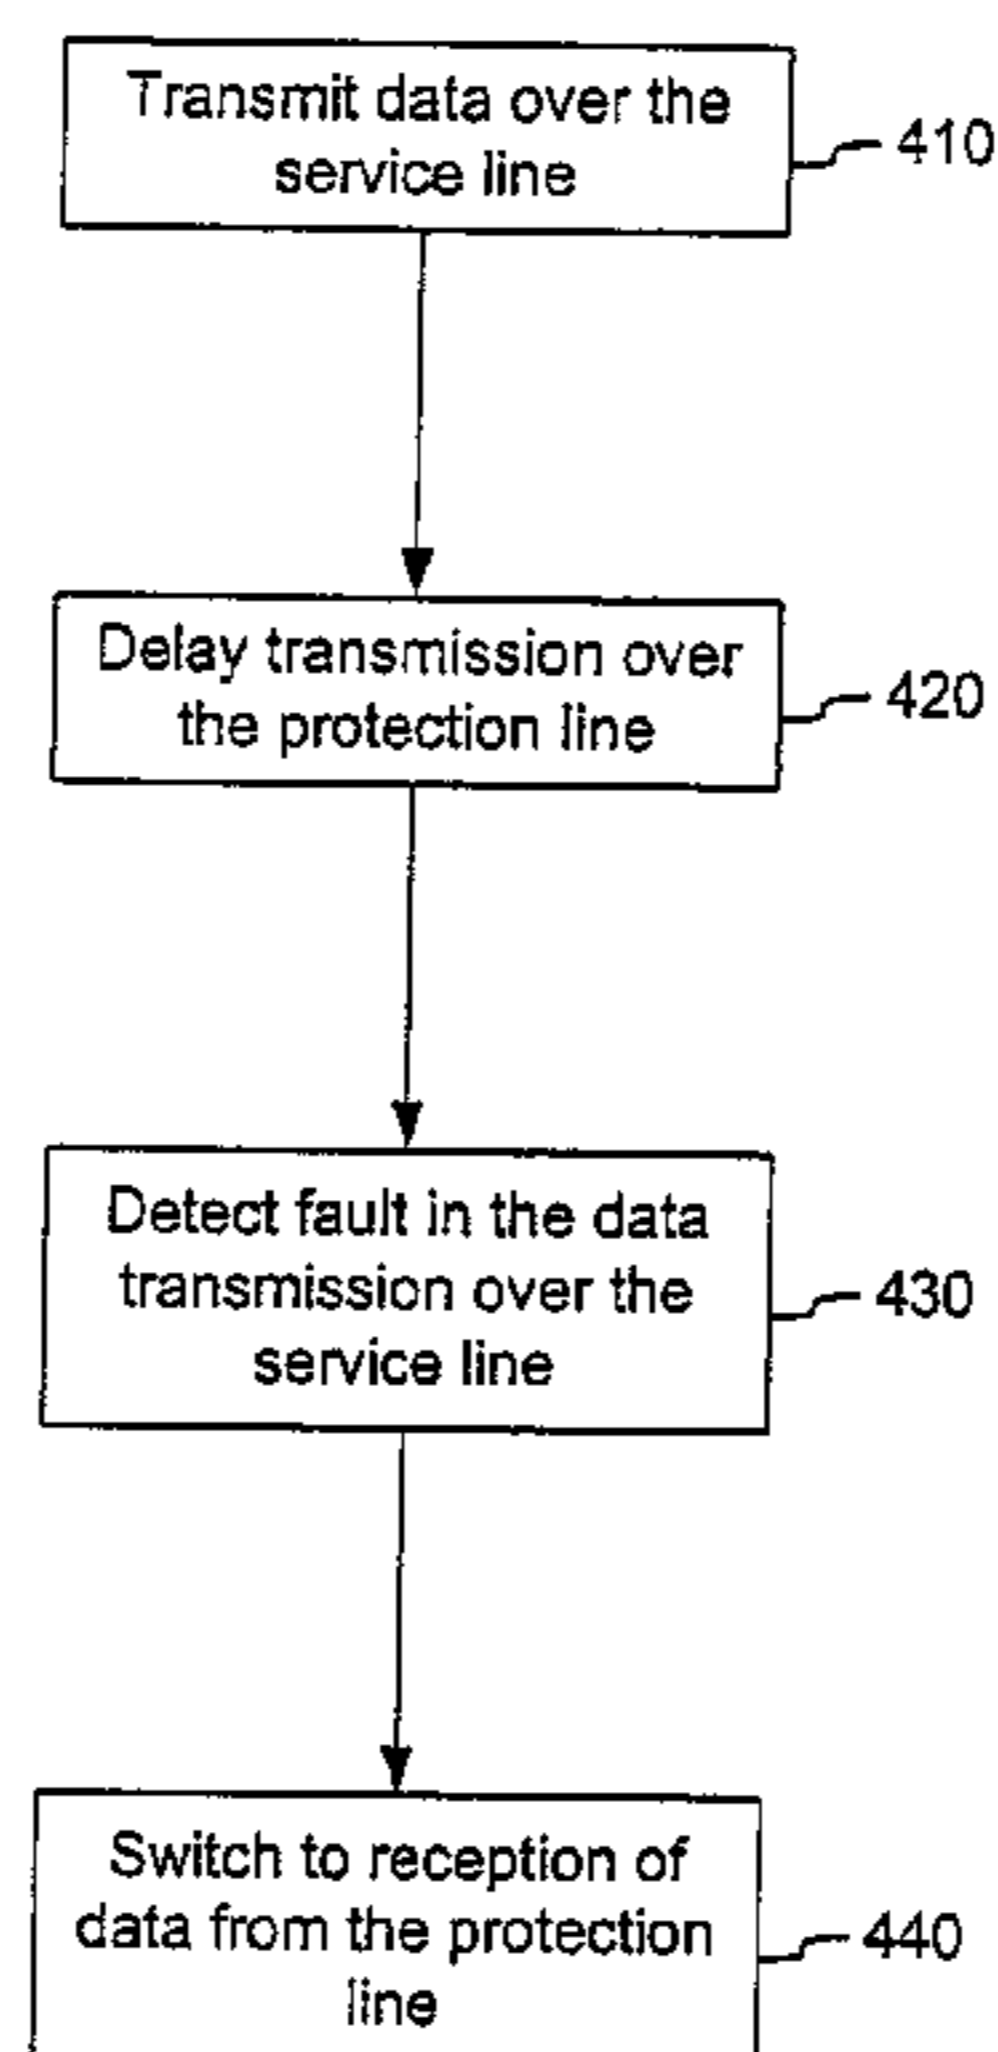 Transmit data over the
service line
410
Delay transmission over
the protection line
420
Detect fault in the data
transmission over the
service line
430
Switch to reception of
data from the protection
line
440